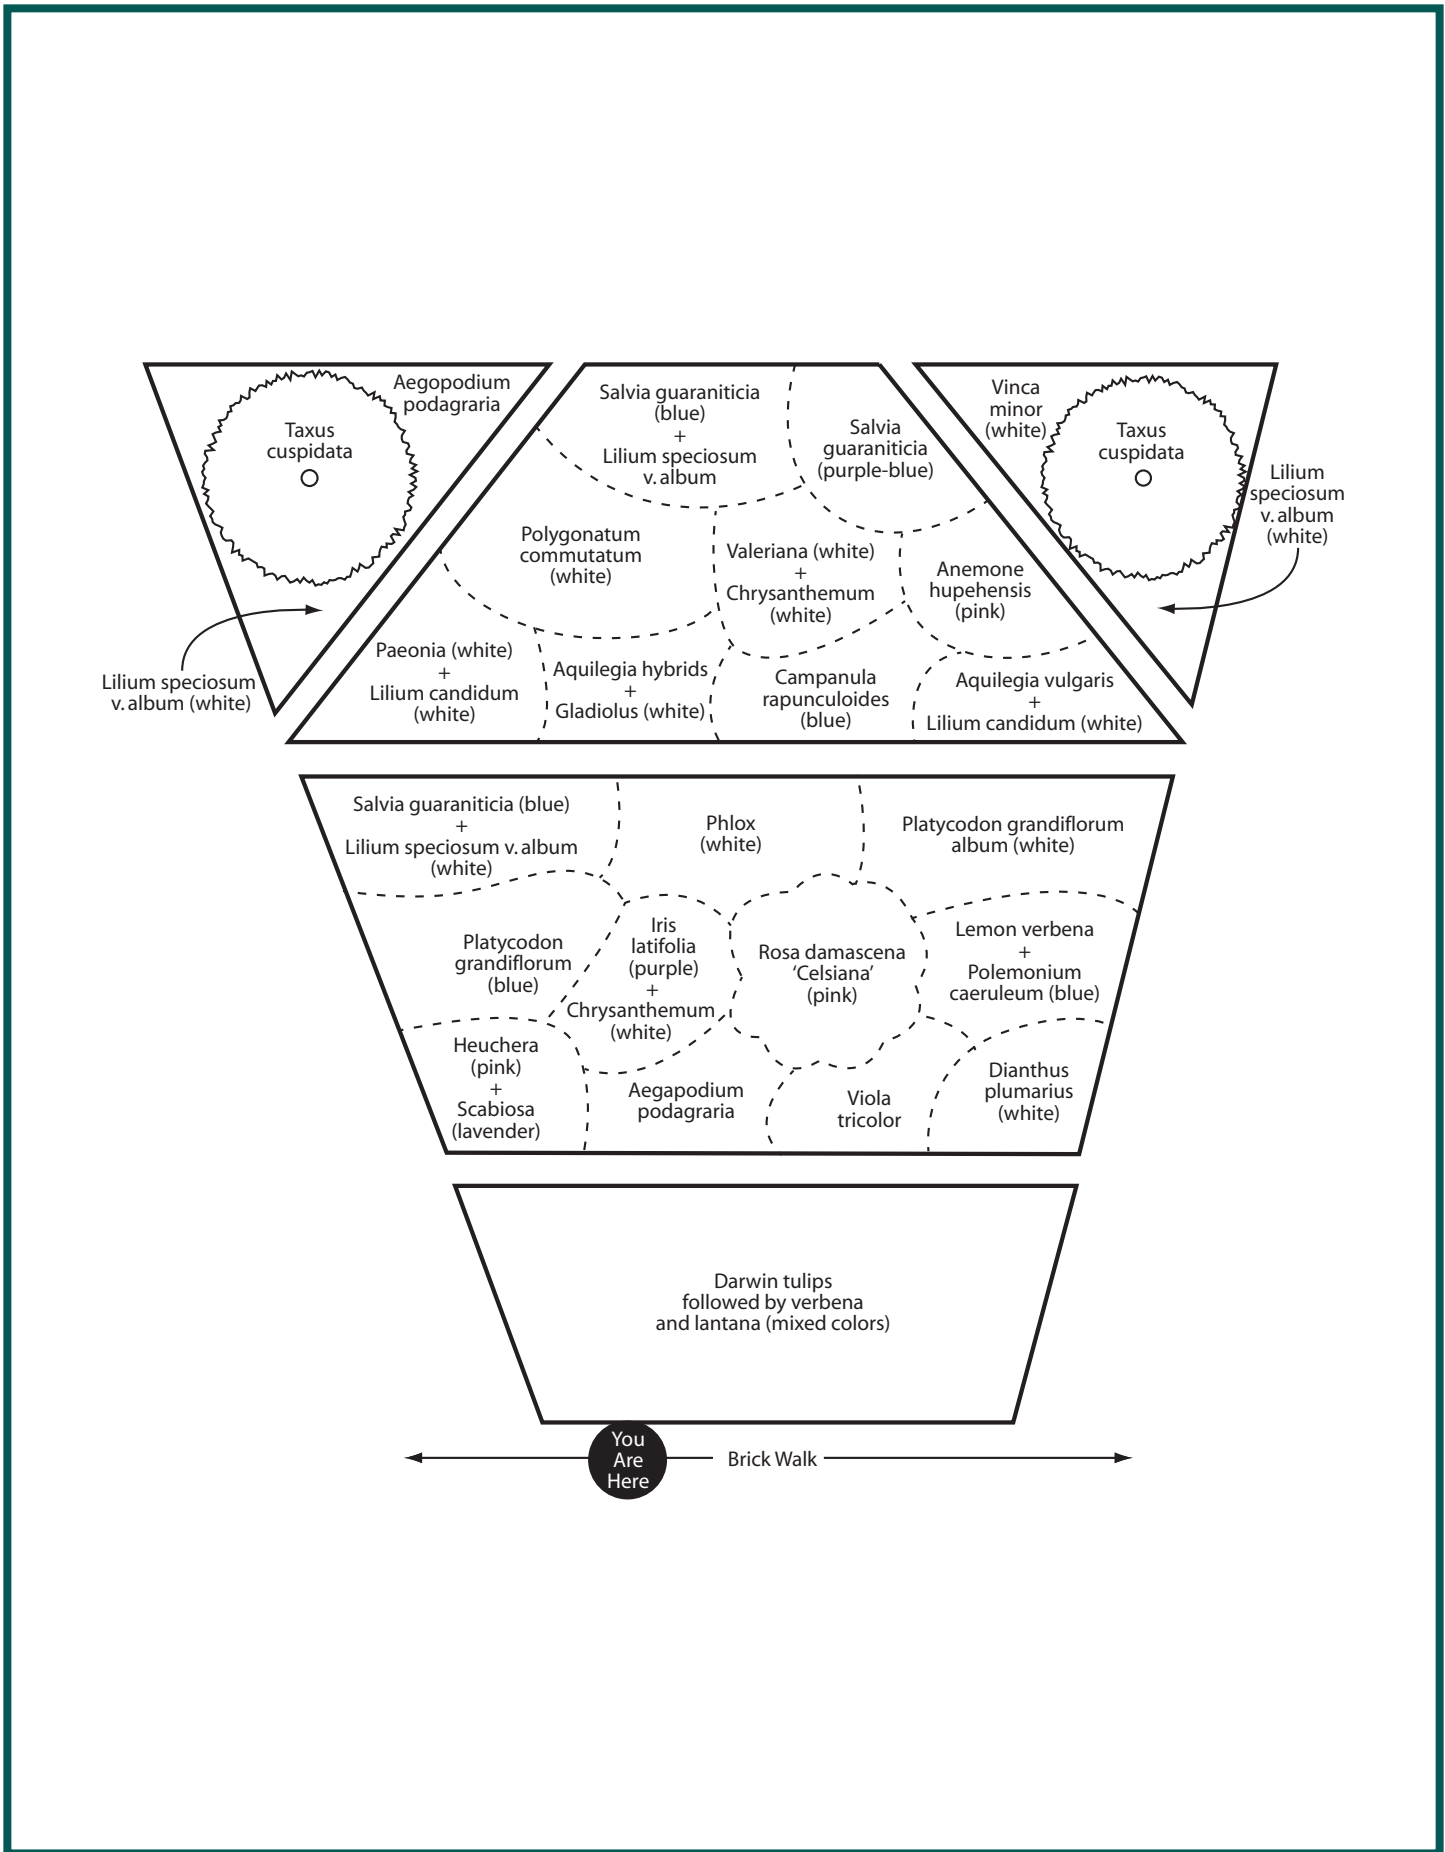 Aegopodium
podagraria
Taxus
cuspidata
Lilium speciosum
v. album (white)
Salvia guaraniticia
(blue)
+
Lilium speciosum
v. album
Salvia
guaraniticia
(purple-blue)
Vinca
minor
(white)
Taxus
cuspidata
Lilium
speciosum
v. album
(white)
Polygonatum
commutatum
(white)
Valeriana (white)
+
Chrysanthemum
(white)
Anemone
hupehensis
(pink)
Paeonia (white)
+
Lilium candidum
(white)
Aquilegia hybrids
+
Gladiolus (white)
Campanula
rapunculoides
(blue)
Aquilegia vulgaris
+
Lilium candidum (white)
Salvia guaraniticia (blue)
+
Lilium speciosum v. album
(white)
Phlox
(white)
Platycodon grandiflorum
album (white)
Platycodon
grandiflorum
(blue)
Iris
latifolia
(purple)
+
Chrysanthemum
(white)
Rosa damascena
‘Celsiana’
(pink)
Lemon verbena
+
Polemonium
caeruleum (blue)
Heuchera
(pink)
+
Scabiosa
(lavender)
Aegapodium
podagraria
Viola
tricolor
Dianthus
plumarius
(white)
Darwin tulips
followed by verbena
and lantana (mixed colors)
You
Are
Here
Brick Walk